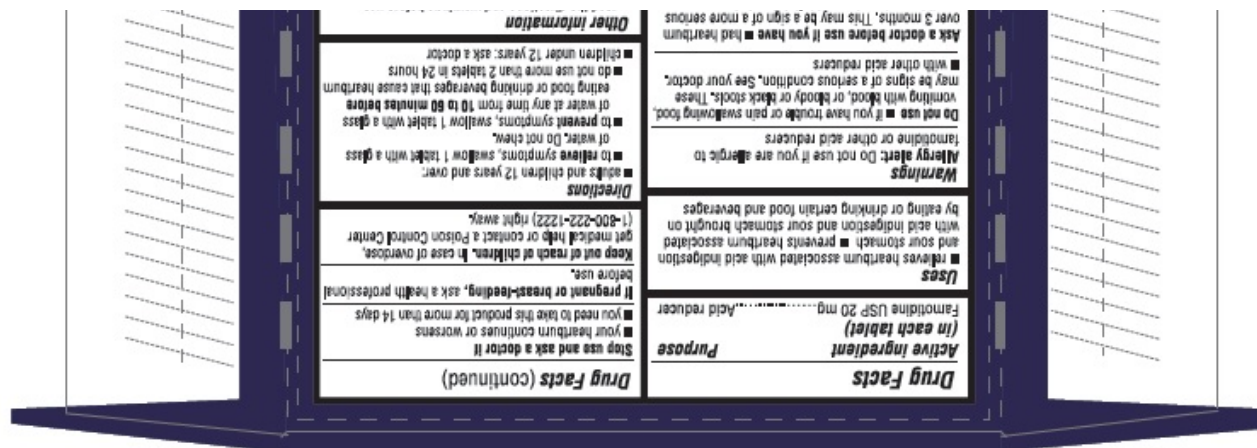 Drug Facts
Active ingredient Purpose
(in each tablet)
Famotidine USP 20 mg....................Acid reducer
Uses
■ relieves heartburn associated with acid indigestion
and sour stomach ■ prevents heartburn associated
with acid indigestion and sour stomach brought on
by eating or drinking certain food and beverages
Warnings
Allergy alert: Do not use if you are allergic to
famotidine or other acid reducers
Do not use ■ if you have trouble or pain swallowing food,
vomiting with blood, or bloody or black stools. These
may be signs of a serious condition. See your doctor.
■ with other acid reducers
Ask a doctor before use if you have ■ had heartburn
over 3 months. This may be a sign of a more serious
Drug Facts (continued)
Stop use and ask a doctor if
■ your heartburn continues or worsens
■ you need to take this product for more than 14 days
If pregnant or breast-feeding, ask a health professional
before use.
Keep out of reach of children. In case of overdose,
get medical help or contact a Poison Control Center
(1-800-222-1222) right away.
Directions
■ adults and children 12 years and over:
■ to relieve symptoms, swallow 1 tablet with a glass
of water. Do not chew.
■ to prevent symptoms, swallow 1 tablet with a glass
of water at any time from 10 to 60 minutes before
eating food or drinking beverages that cause heartburn
■ do not use more than 2 tablets in 24 hours
■ children under 12 years: ask a doctor
Other information